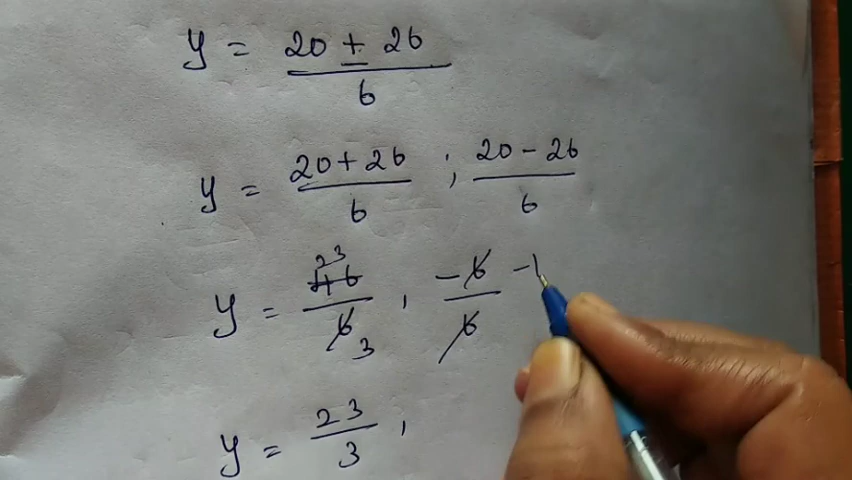 y = 20 ± 26 / 6
y = 20 + 26 / 6 ; 20 - 26 / 6
y = 46 23 / 6 3 , -6 / 6 -1
y = 23 / 3 ,